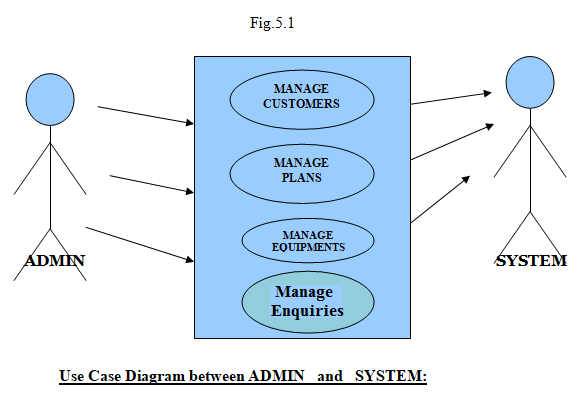 Fig.5.1
MANAGE
CUSTOMERS
MANAGE
PLANS
MANAGE
EQUIPMENTS
ADMIN
SYSTEM
Manage
Enquiries
Use Case Diagram between ADMIN and SYSTEM: